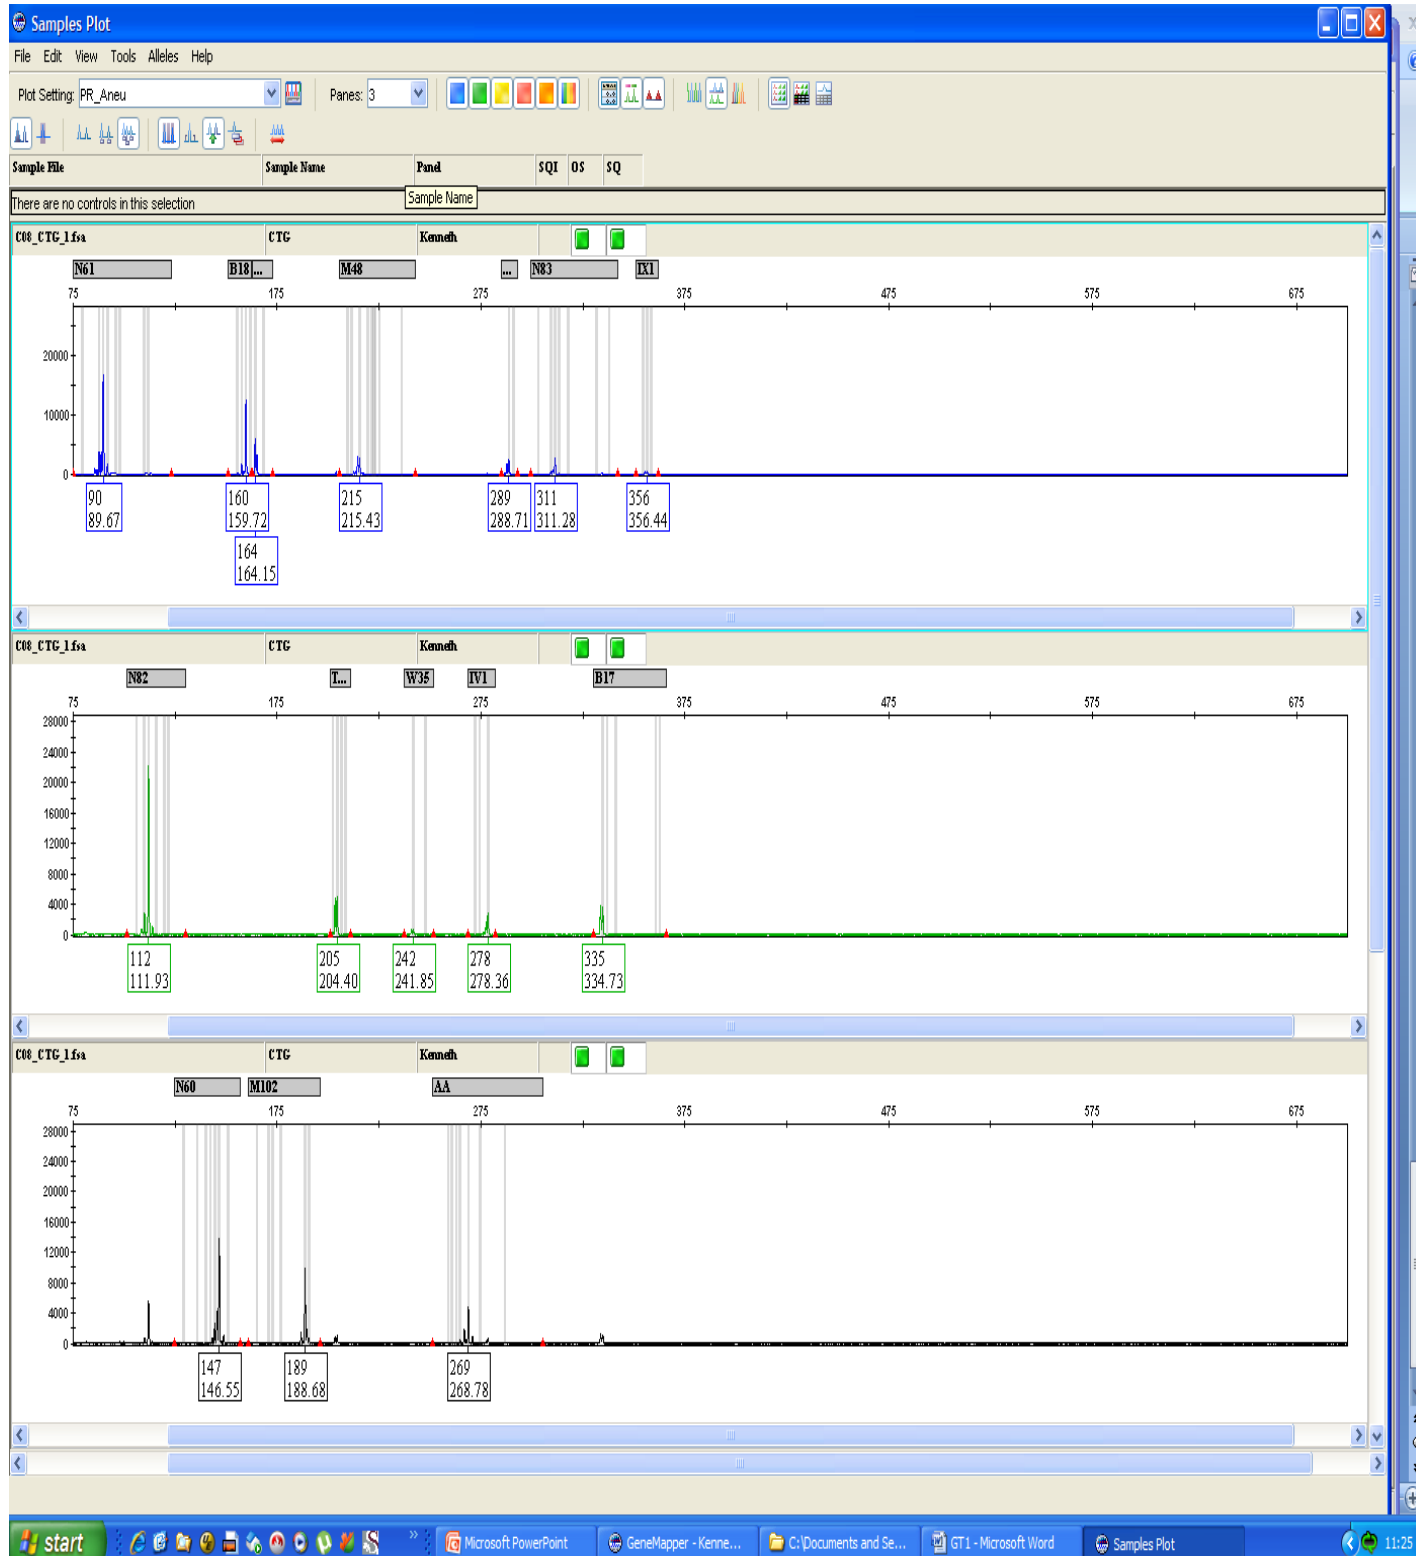 Samples Plot
File Edit View Tools Alleles Help
Plot Setting: PR_Aneu Panes: 3
Sample File Sample Name Panel SQI OS SQ
There are no controls in this selection
Sample Name
C08_CTG_1.fsa CTG Kenneth
N61 B18 ... M48 ... N83 IX1
75 175 275 375 475 575 675
20000
10000
0
90 160 215 289 311 356
89.67 159.72 215.43 288.71 311.28 356.44
164
164.15
C08_CTG_1.fsa CTG Kenneth
N82 T... W35 IV1 B17
75 175 275 375 475 575 675
28000
24000
20000
16000
12000
8000
4000
0
112 205 242 278 335
111.93 204.40 241.85 278.36 334.73
C08_CTG_1.fsa CTG Kenneth
N60 M102 AA
75 175 275 375 475 575 675
28000
24000
20000
16000
12000
8000
4000
0
147 189 269
146.55 188.68 268.78
start Microsoft PowerPoint GeneMapper - Kenne... C:\Documents and Se... GT1 - Microsoft Word Samples Plot 11:25